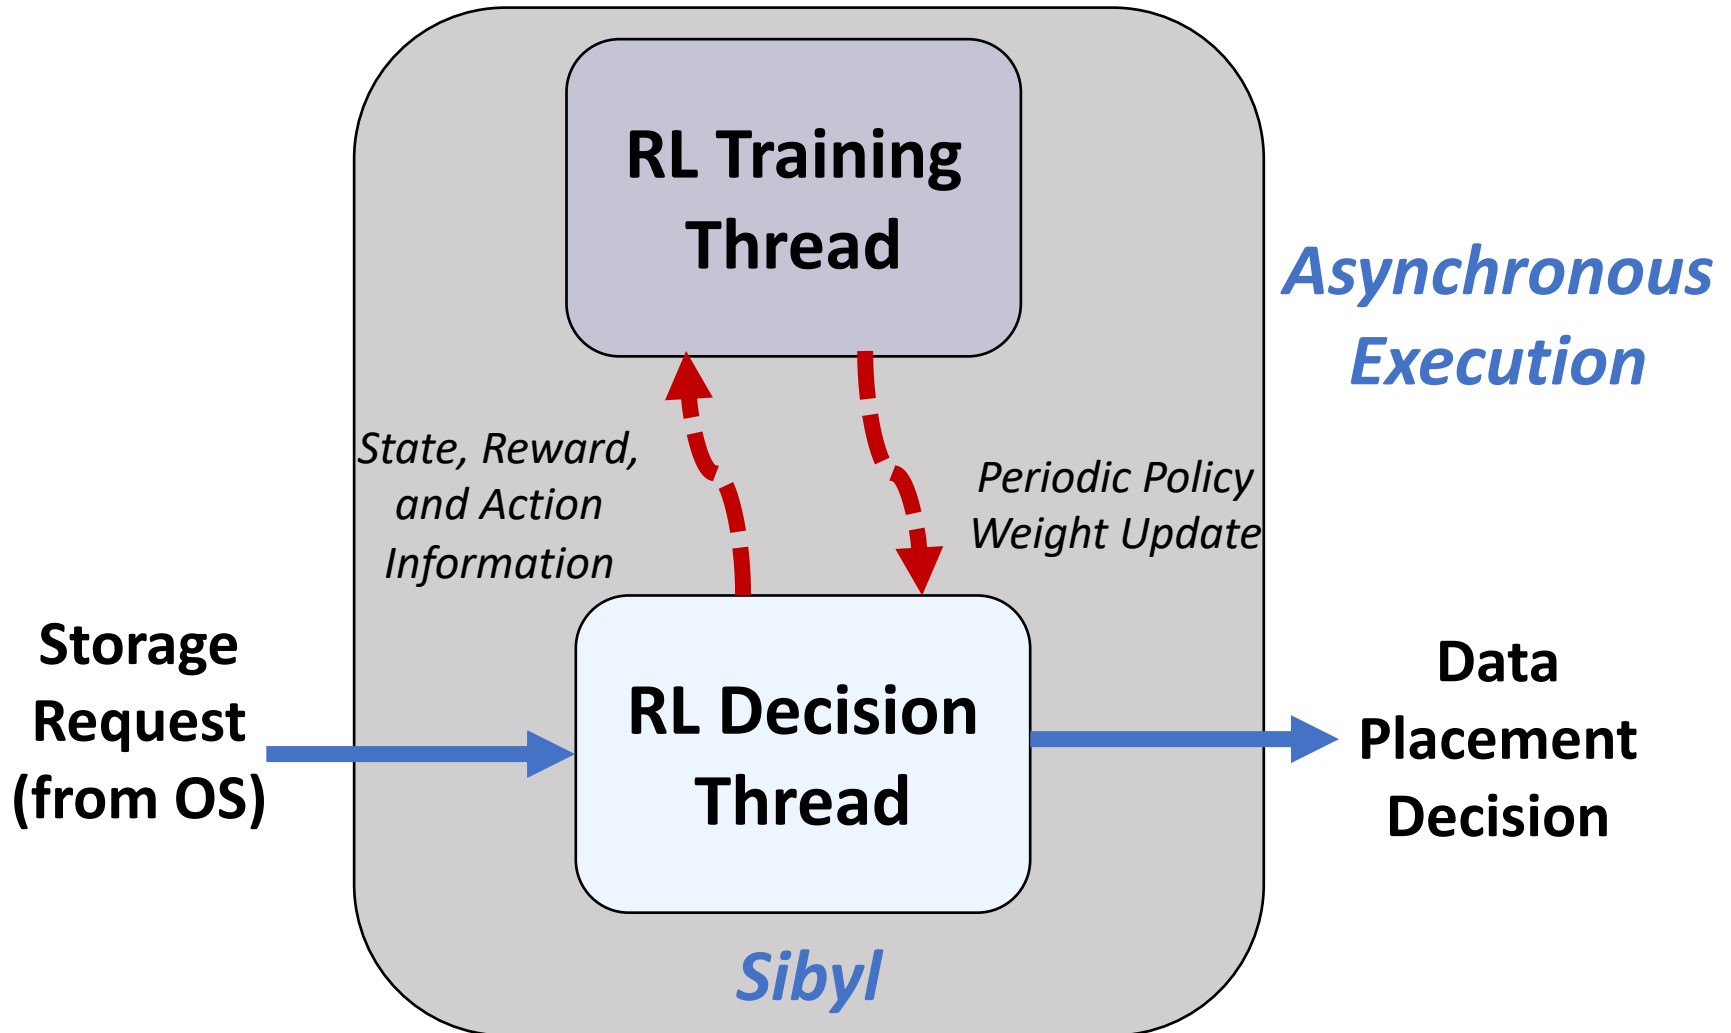 RL Training
Thread
Asynchronous
Execution
State, Reward,
and Action
Information
Periodic Policy
Weight Update
Storage
Request
(from OS)
RL Decision
Thread
Data
Placement
Decision
Sibyl